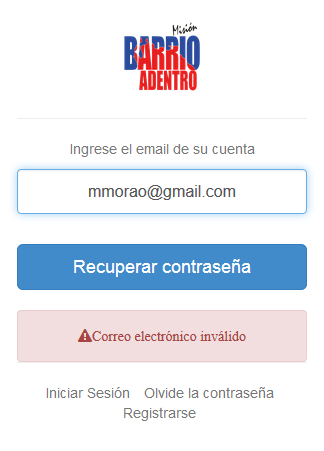 Misión
BARRIO
ADENTRO
Ingrese el email de su cuenta
mmorao@gmail.com
Recuperar contraseña
Correo electrónico inválido
Iniciar Sesión Olvide la contraseña
Registrarse